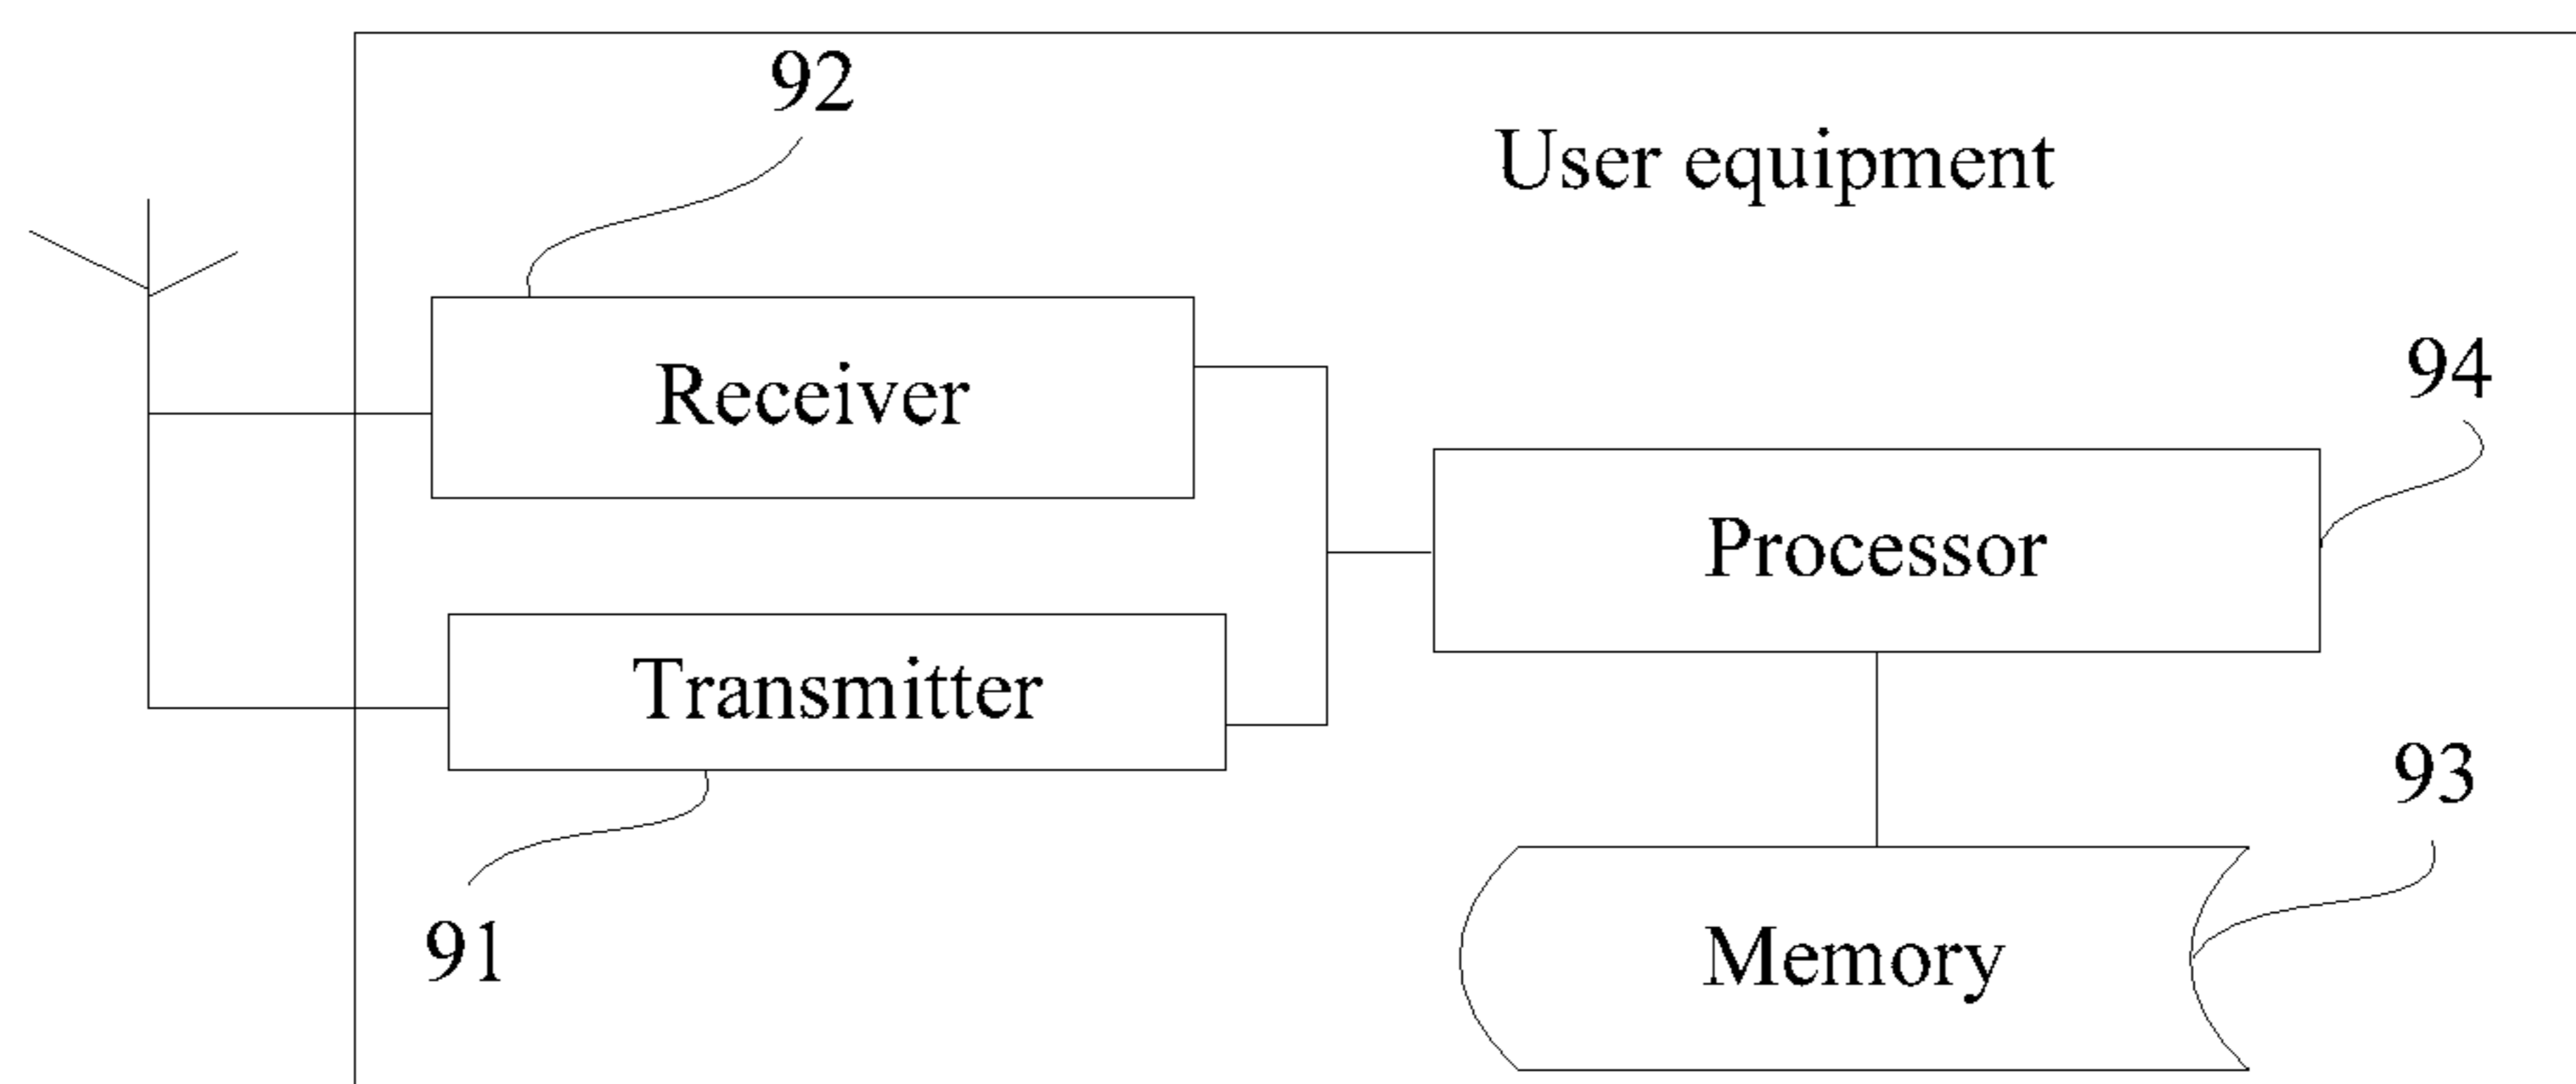 92
User equipment
Receiver
94
Processor
Transmitter
93
91
Memory